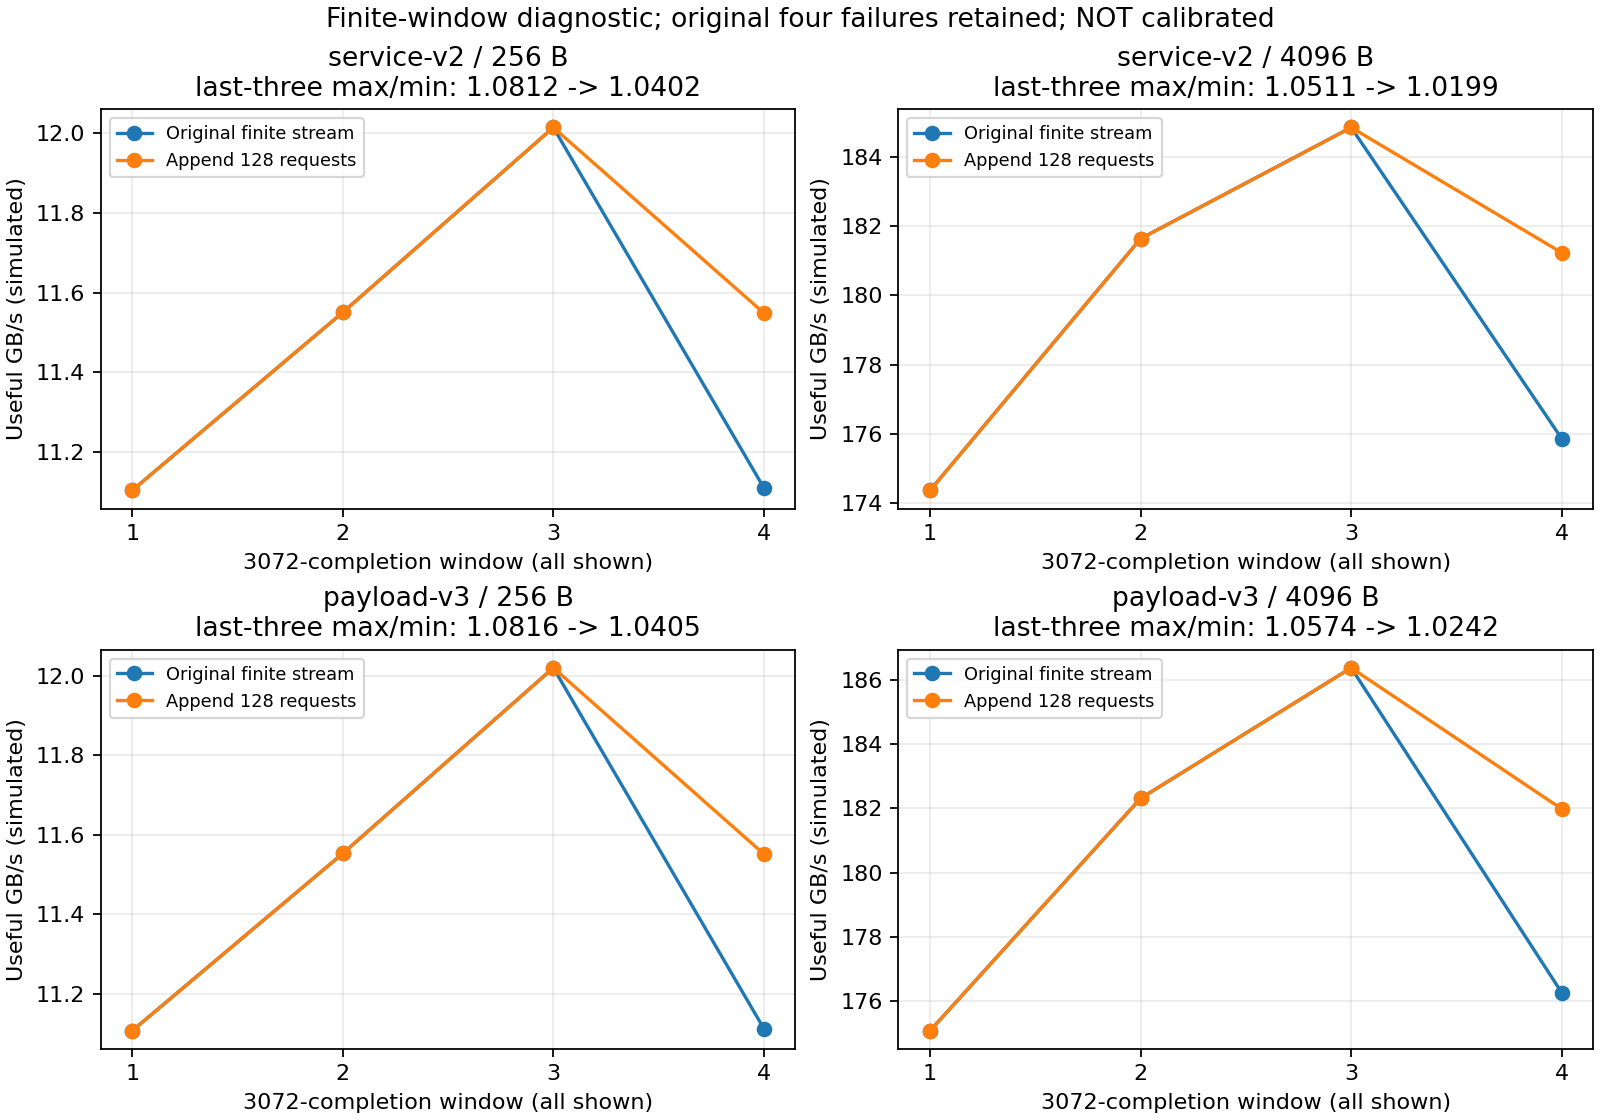 Finite-window diagnostic; original four failures retained; NOT calibrated
service-v2 / 256 B
last-three max/min: 1.0812 -> 1.0402
Useful GB/s (simulated)
12.0
11.8
11.6
11.4
11.2
Original finite stream
Append 128 requests
1 2 3 4
3072-completion window (all shown)
service-v2 / 4096 B
last-three max/min: 1.0511 -> 1.0199
Useful GB/s (simulated)
184
182
180
178
176
174
Original finite stream
Append 128 requests
1 2 3 4
3072-completion window (all shown)
payload-v3 / 256 B
last-three max/min: 1.0816 -> 1.0405
Useful GB/s (simulated)
12.0
11.8
11.6
11.4
11.2
Original finite stream
Append 128 requests
1 2 3 4
3072-completion window (all shown)
payload-v3 / 4096 B
last-three max/min: 1.0574 -> 1.0242
Useful GB/s (simulated)
186
184
182
180
178
176
Original finite stream
Append 128 requests
1 2 3 4
3072-completion window (all shown)